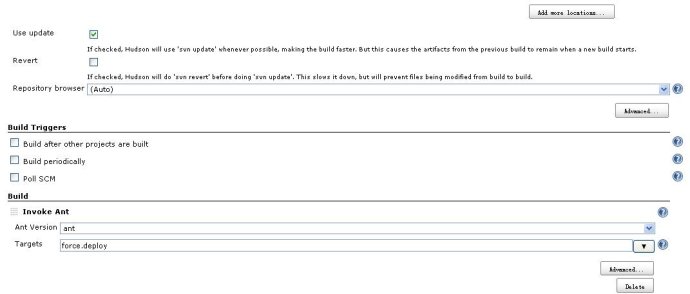 Add more locations...
Use update
If checked, Hudson will use 'svn update' whenever possible, making the build faster. But this causes the artifacts from the previous build to remain when a new build starts.
Revert
If checked, Hudson will do 'svn revert' before doing 'svn update'. This slows it down, but will prevent files being modified from build to build.
Repository browser (Auto)
Advanced...
Build Triggers
Build after other projects are built
Build periodically
Poll SCM
Build
Invoke Ant
Ant Version ant
Targets force.deploy
Advanced...
Delete